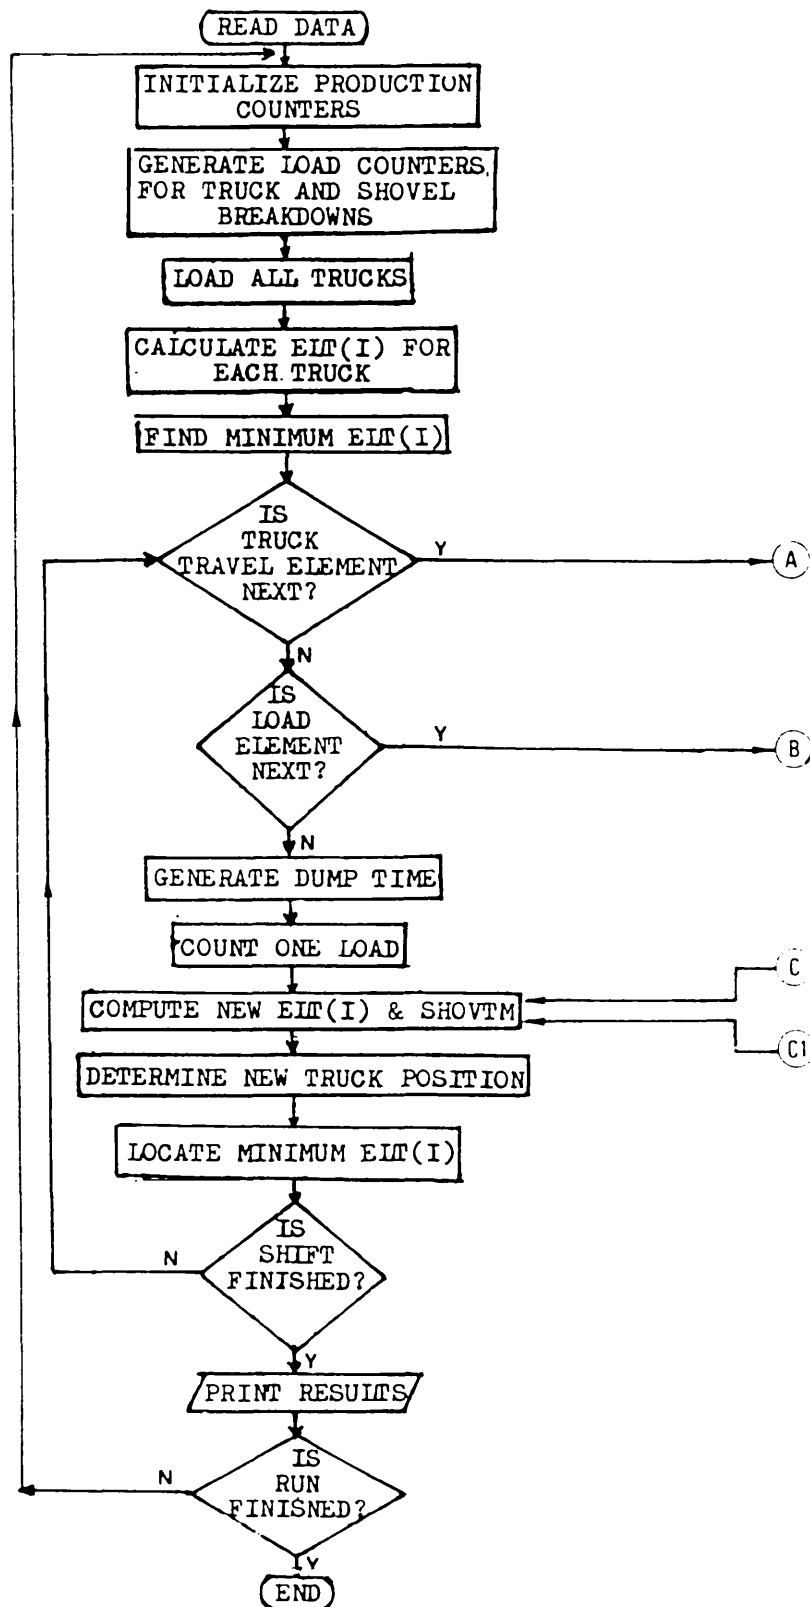 READ DATA
INITIALIZE PRODUCTION
COUNTERS
GENERATE LOAD COUNTERS
FOR TRUCK AND SHOVEL
BREAKDOWNS
LOAD ALL TRUCKS
CALCULATE ELT(I) FOR
EACH TRUCK
FIND MINIMUM ELT(I)
IS
TRUCK
TRAVEL ELEMENT
NEXT?
Y
A
N
IS
LOAD
ELEMENT
NEXT?
Y
B
N
GENERATE DUMP TIME
COUNT ONE LOAD
C
COMPUTE NEW ELT(I) & SHOVTM
C1
DETERMINE NEW TRUCK POSITION
LOCATE MINIMUM ELT(I)
IS
SHIFT
FINISHED?
N
Y
PRINT RESULTS
IS
RUN
FINISNED?
N
Y
END